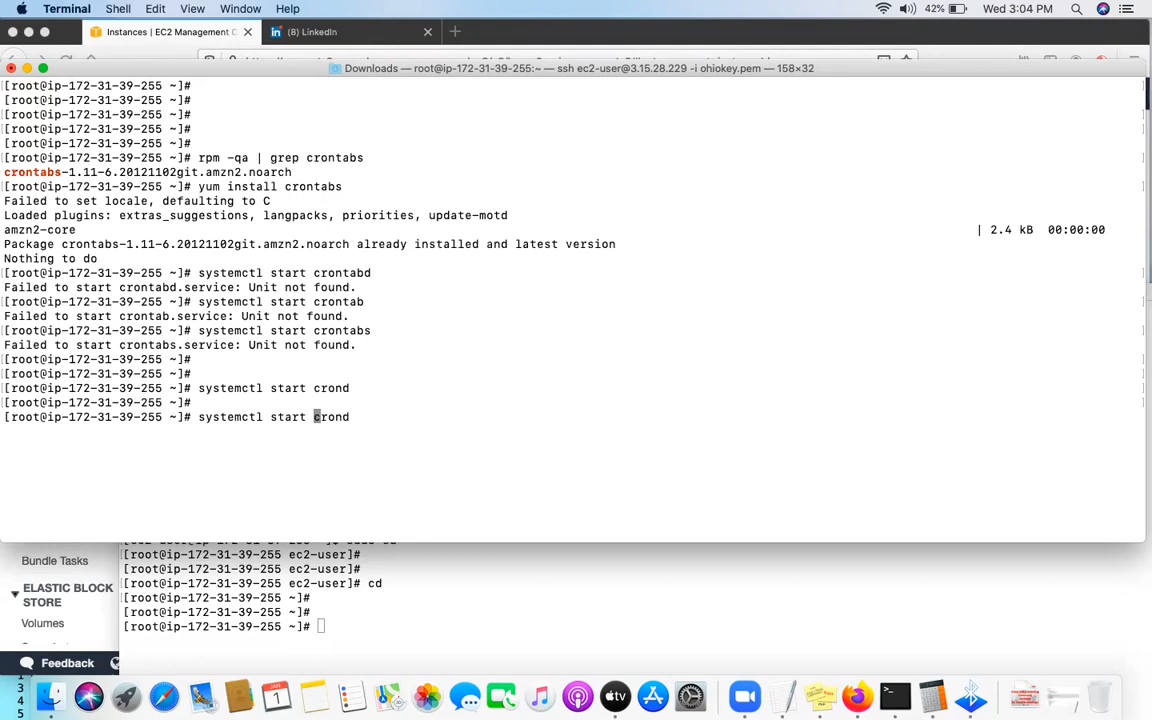 Terminal Shell Edit View Window Help 42% Wed 3:04 PM
Instances | EC2 Management C (8) LinkedIn
Downloads — root@ip-172-31-39-255:~ — ssh ec2-user@3.15.28.229 -i ohiokey.pem — 158×32
[root@ip-172-31-39-255 ~]#
[root@ip-172-31-39-255 ~]#
[root@ip-172-31-39-255 ~]#
[root@ip-172-31-39-255 ~]#
[root@ip-172-31-39-255 ~]#
[root@ip-172-31-39-255 ~]# rpm -qa | grep crontabs
crontabs-1.11-6.20121102git.amzn2.noarch
[root@ip-172-31-39-255 ~]# yum install crontabs
Failed to set locale, defaulting to C
Loaded plugins: extras_suggestions, langpacks, priorities, update-motd
amzn2-core | 2.4 kB 00:00:00
Package crontabs-1.11-6.20121102git.amzn2.noarch already installed and latest version
Nothing to do
[root@ip-172-31-39-255 ~]# systemctl start crontabd
Failed to start crontabd.service: Unit not found.
[root@ip-172-31-39-255 ~]# systemctl start crontab
Failed to start crontab.service: Unit not found.
[root@ip-172-31-39-255 ~]# systemctl start crontabs
Failed to start crontabs.service: Unit not found.
[root@ip-172-31-39-255 ~]#
[root@ip-172-31-39-255 ~]#
[root@ip-172-31-39-255 ~]# systemctl start crond
[root@ip-172-31-39-255 ~]#
[root@ip-172-31-39-255 ~]# systemctl start crond
[root@ip-172-31-39-255 ec2-user]#
[root@ip-172-31-39-255 ec2-user]#
[root@ip-172-31-39-255 ec2-user]# cd
[root@ip-172-31-39-255 ~]#
[root@ip-172-31-39-255 ~]#
[root@ip-172-31-39-255 ~]#
Bundle Tasks
ELASTIC BLOCK
STORE
Volumes
Feedback